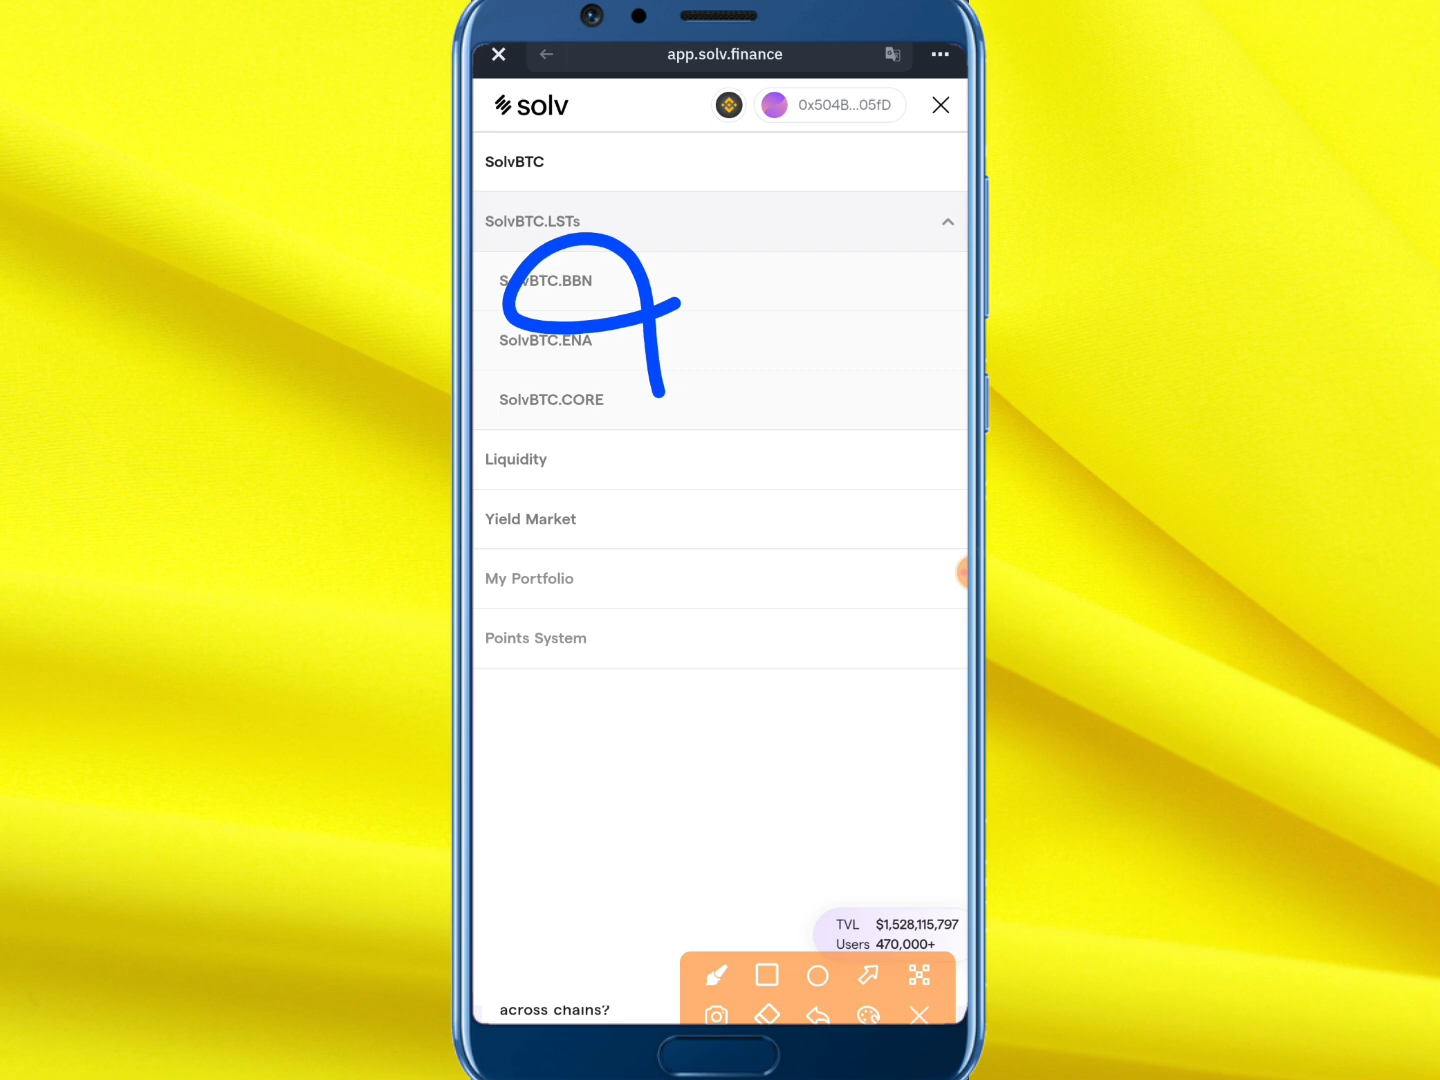 app.solv.finance
solv
0x504B...05fD
SolvBTC
SolvBTC.LSTs
SolvBTC.BBN
SolvBTC.ENA
SolvBTC.CORE
Liquidity
Yield Market
My Portfolio
Points System
TVL $1,528,115,797
Users 470,000+
across chains?